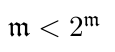 𝔪 < 2^𝔪